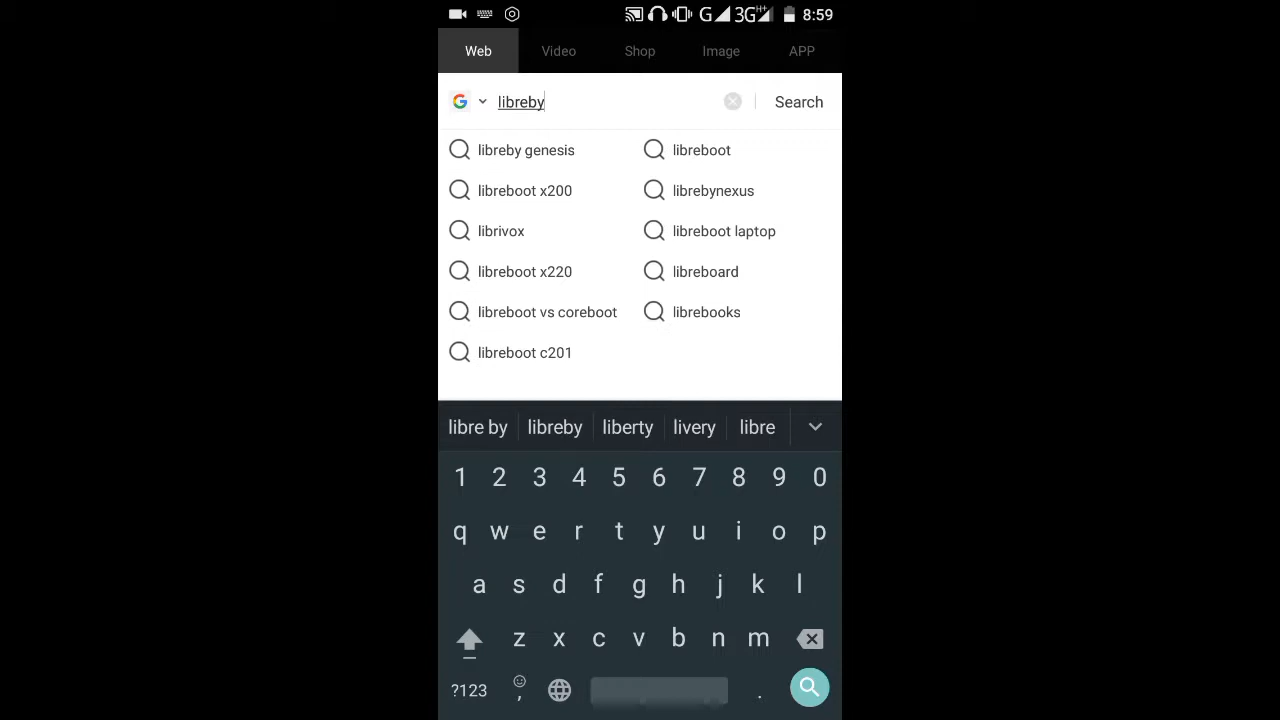 G 3G H+ 8:59
Web Video Shop Image APP
libreby Search
libreby genesis libreboot
libreboot x200 librebynexus
librivox libreboot laptop
libreboot x220 libreboard
libreboot vs coreboot librebooks
libreboot c201
libre by libreby liberty livery libre
1 2 3 4 5 6 7 8 9 0
q w e r t y u i o p
a s d f g h j k l
z x c v b n m
?123 , .